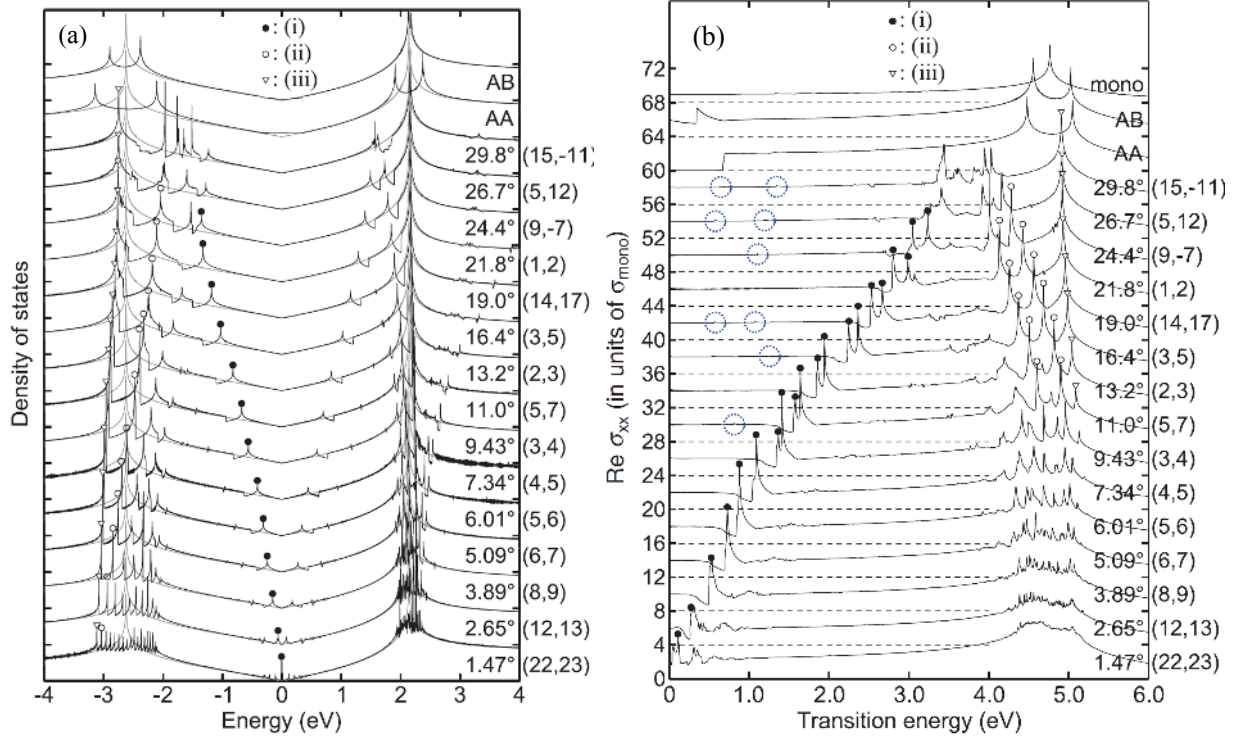 (a)
●: (i)
○: (ii)
▽: (iii)
AB
AA
29.8° (15,-11)
26.7° (5,12)
24.4° (9,-7)
21.8° (1,2)
19.0° (14,17)
16.4° (3,5)
13.2° (2,3)
11.0° (5,7)
9.43° (3,4)
7.34° (4,5)
6.01° (5,6)
5.09° (6,7)
3.89° (8,9)
2.65° (12,13)
1.47° (22,23)
-4 -3 -2 -1 0 1 2 3 4
Energy (eV)
Density of states
(b)
●: (i)
○: (ii)
▽: (iii)
mono
AB
AA
29.8° (15,-11)
26.7° (5,12)
24.4° (9,-7)
21.8° (1,2)
19.0° (14,17)
16.4° (3,5)
13.2° (2,3)
11.0° (5,7)
9.43° (3,4)
7.34° (4,5)
6.01° (5,6)
5.09° (6,7)
3.89° (8,9)
2.65° (12,13)
1.47° (22,23)
72
68
64
60
56
52
48
44
40
36
32
28
24
20
16
12
8
4
0
0 1.0 2.0 3.0 4.0 5.0 6.0
Transition energy (eV)
Re σxx (in units of σmono)